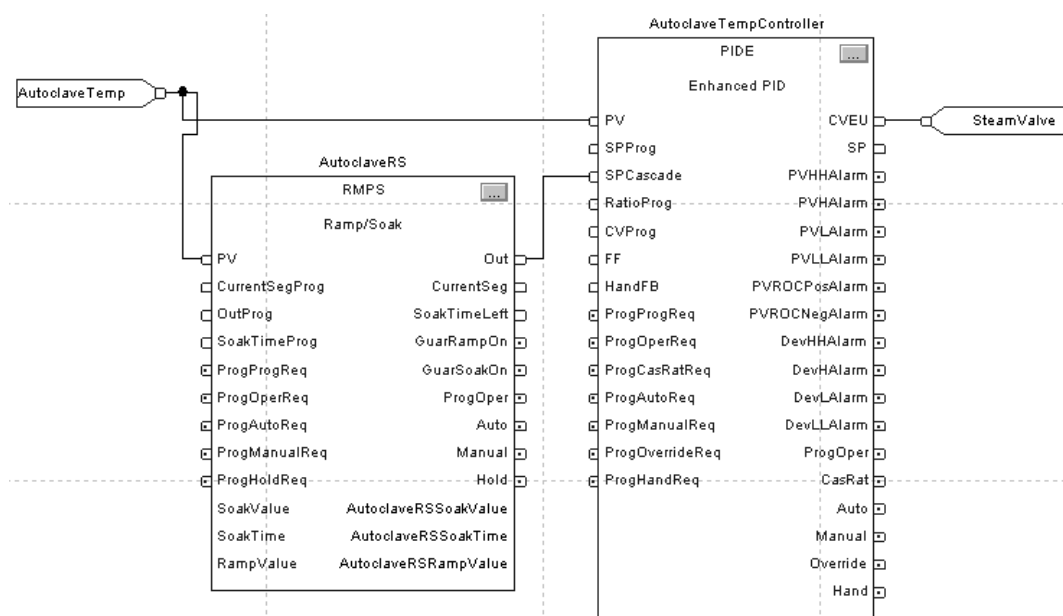 AutoclaveTempController
PIDE
...
Enhanced PID
AutoclaveTemp
PV
CVEU
SteamValve
SPProg
SP
SPCascade
PVHHAlarm
RatioProg
PVHAlarm
CVProg
PVLAlarm
FF
PVLLAlarm
HandFB
PVROCPosAlarm
ProgProgReq
PVROCNegAlarm
ProgOperReq
DevHHAlarm
ProgCasRatReq
DevHAlarm
ProgAutoReq
DevLAlarm
ProgManualReq
DevLLAlarm
ProgOverrideReq
ProgOper
ProgHandReq
CasRat
Auto
Manual
Override
Hand
AutoclaveRS
RMPS
...
Ramp/Soak
PV
Out
CurrentSegProg
CurrentSeg
OutProg
SoakTimeLeft
SoakTimeProg
GuarRampOn
ProgProgReq
GuarSoakOn
ProgOperReq
ProgOper
ProgAutoReq
Auto
ProgManualReq
Manual
ProgHoldReq
Hold
SoakValue
AutoclaveRSSoakValue
SoakTime
AutoclaveRSSoakTime
RampValue
AutoclaveRSRampValue